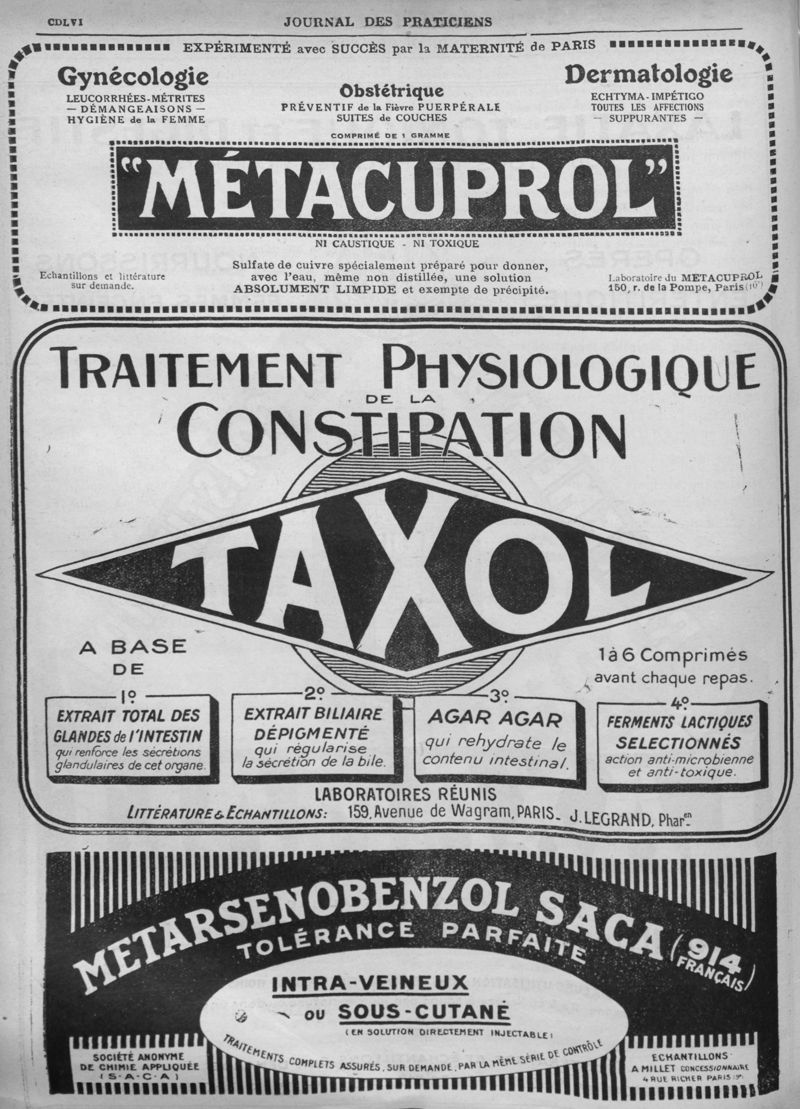 CDLVI
JOURNAL DES PRATICIENS
EXPÉRIMENTÉ avec SUCCÈS par la MATERNITÉ de PARIS
Gynécologie
LEUCORRHÉES-MÉTRITES
— DÉMANGEAISONS —
HYGIÈNE de la FEMME
Obstétrique
PRÉVENTIF de la Fièvre PUERPÉRALE
SUITES de COUCHES
Dermatologie
ECHTYMA-IMPÉTIGO
TOUTES LES AFFECTIONS
— SUPPURANTES —
COMPRIMÉ DE 1 GRAMME
"MÉTACUPROL"
NI CAUSTIQUE - NI TOXIQUE
Echantillons et littérature
sur demande.
Sulfate de cuivre spécialement préparé pour donner,
avec l'eau, même non distillée, une solution
ABSOLUMENT LIMPIDE et exempte de précipité.
Laboratoire du METACUPROL
150, r. de la Pompe, Paris (16ᵉ)
TRAITEMENT PHYSIOLOGIQUE
DE LA
CONSTIPATION
TAXOL
A BASE
DE
1 à 6 Comprimés
avant chaque repas.
1º
EXTRAIT TOTAL DES
GLANDES de l'INTESTIN
qui renforce les sécrétions
glandulaires de cet organe.
2º
EXTRAIT BILIAIRE
DÉPIGMENTÉ
qui régularise
la sécrétion de la bile.
3º
AGAR AGAR
qui rehydrate le
contenu intestinal.
4º
FERMENTS LACTIQUES
SELECTIONNÉS
action anti-microbienne
et anti-toxique.
LABORATOIRES RÉUNIS
LITTÉRATURE & ECHANTILLONS: 159, Avenue de Wagram, PARIS_ J. LEGRAND, Pharᵉⁿ
METARSENOBENZOL SACA (914 FRANÇAIS)
TOLÉRANCE PARFAITE
INTRA-VEINEUX
OU SOUS-CUTANÉ
(EN SOLUTION DIRECTEMENT INJECTABLE)
TRAITEMENTS COMPLETS ASSURÉS, SUR DEMANDE, PAR LA MÊME SÉRIE DE CONTRÔLE
SOCIÉTÉ ANONYME
DE CHIMIE APPLIQUÉE
(S-A-C-A)
ECHANTILLONS
A MILLET CONCESSIONNAIRE
4 RUE RICHER PARIS 9ᵉ